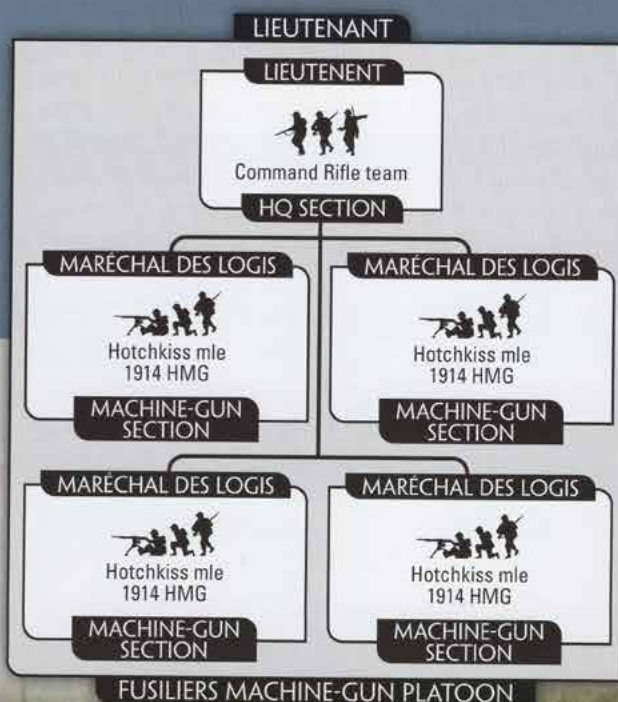 LIEUTENANT
LIEUTENENT
Command Rifle team
HQ SECTION
MARÉCHAL DES LOGIS
Hotchkiss mle
1914 HMG
MACHINE-GUN
SECTION
MARÉCHAL DES LOGIS
Hotchkiss mle
1914 HMG
MACHINE-GUN
SECTION
MARÉCHAL DES LOGIS
Hotchkiss mle
1914 HMG
MACHINE-GUN
SECTION
MARÉCHAL DES LOGIS
Hotchkiss mle
1914 HMG
MACHINE-GUN
SECTION
FUSILIERS MACHINE-GUN PLATOON